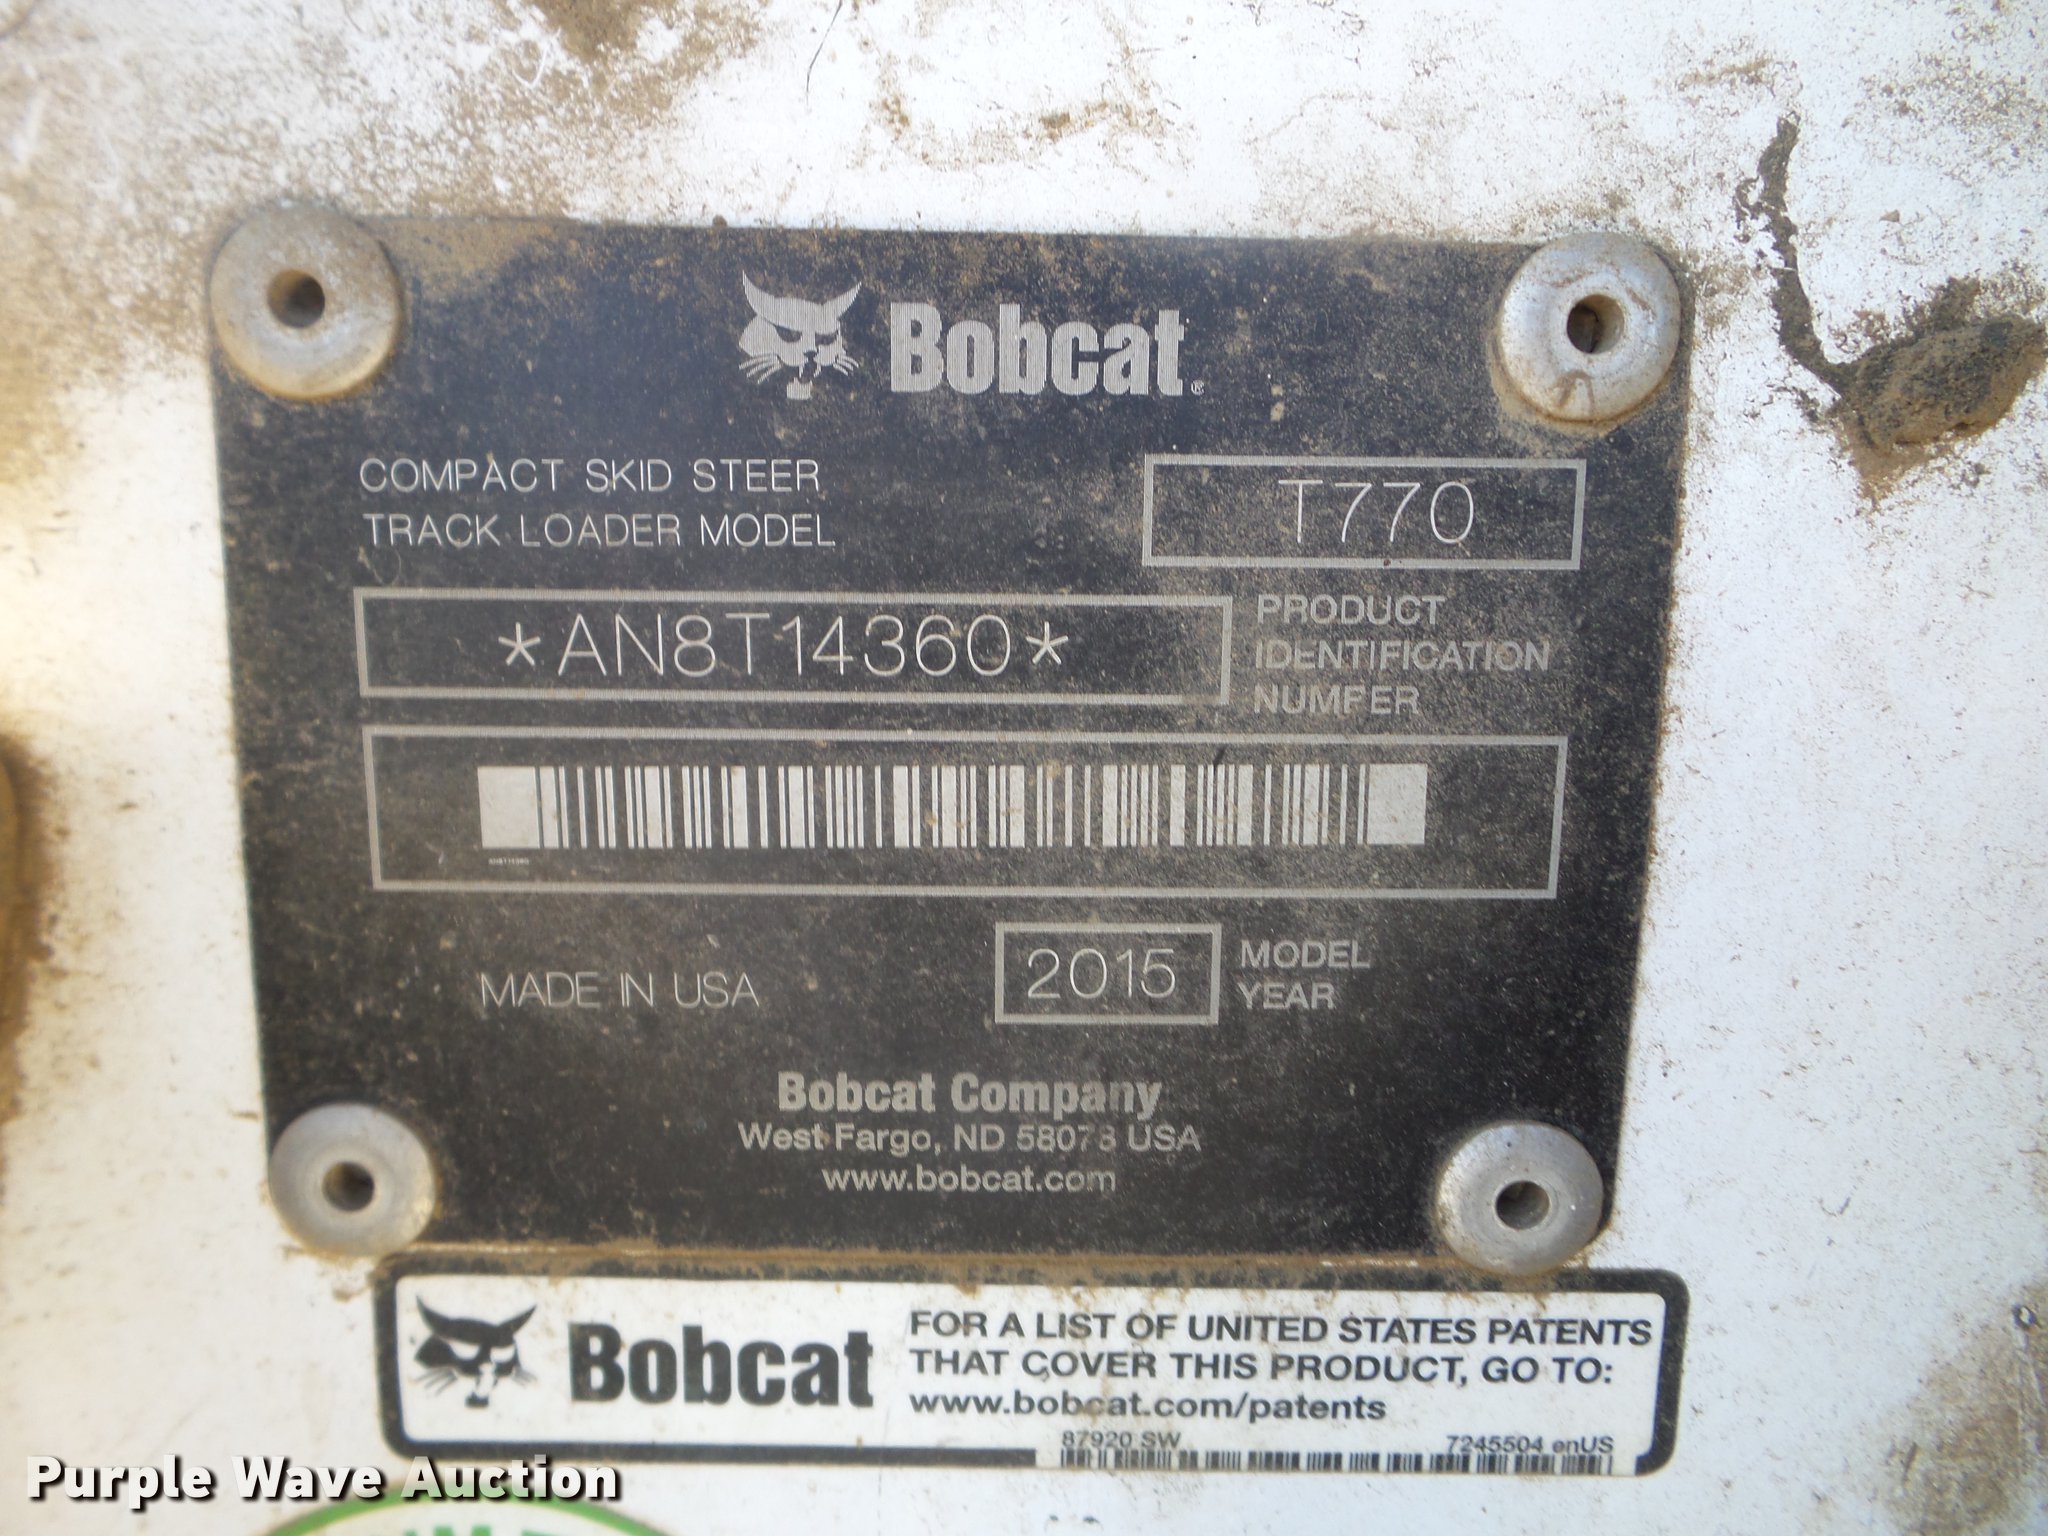 Bobcat®
COMPACT SKID STEER
TRACK LOADER MODEL
T770
*AN8T14360*
PRODUCT
IDENTIFICATION
NUMFER
AN8T14360
MADE IN USA
2015
MODEL
YEAR
Bobcat Company
West Fargo, ND 58078 USA
www.bobcat.com
Bobcat
FOR A LIST OF UNITED STATES PATENTS
THAT COVER THIS PRODUCT, GO TO:
www.bobcat.com/patents
87920 SW
7245504 enUS
Purple Wave Auction